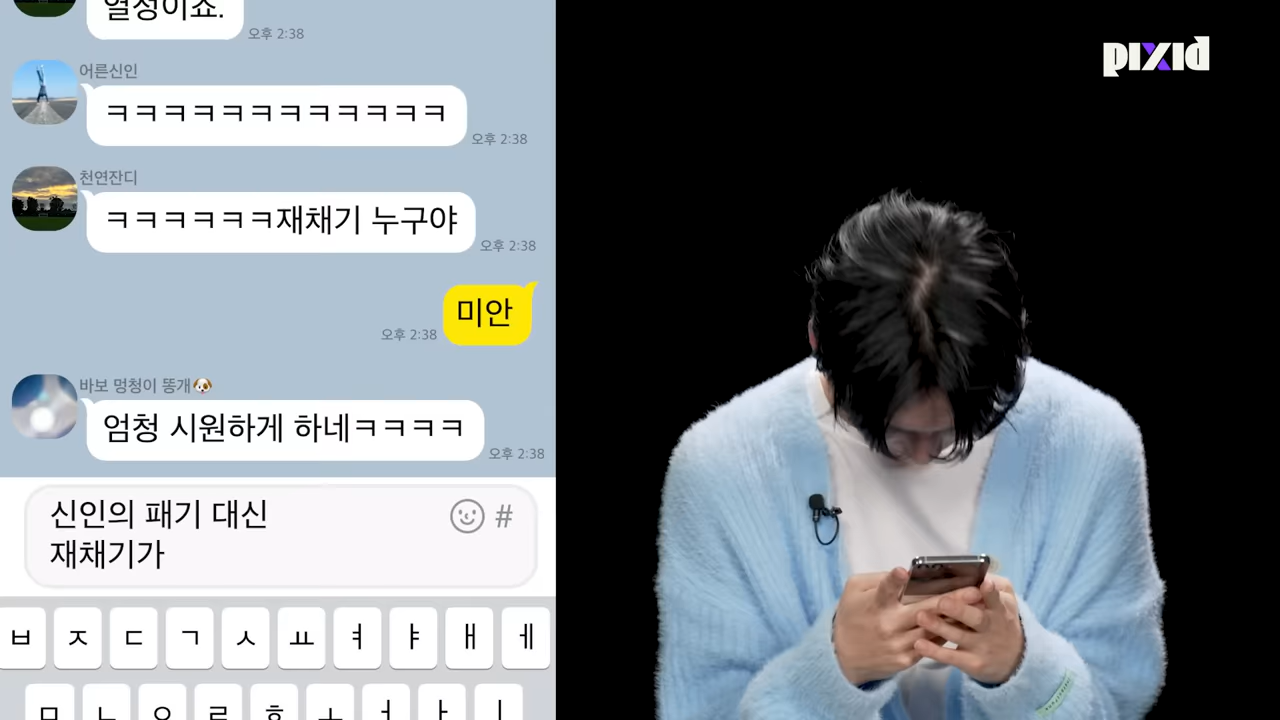 열정이죠.
오후 2:38
어른신인
ㅋㅋㅋㅋㅋㅋㅋㅋㅋㅋㅋㅋ
오후 2:38
천연잔디
ㅋㅋㅋㅋㅋㅋ재채기 누구야
오후 2:38
미안
오후 2:38
바보 멍청이 똥개🐶
엄청 시원하게 하네ㅋㅋㅋㅋ
오후 2:38
신인의 패기 대신
재채기가
#
ㅂ ㅈ ㄷ ㄱ ㅅ ㅛ ㅕ ㅑ ㅐ ㅔ
ㅁ ㄴ ㅇ ㄹ ㅎ ㅗ ㅓ ㅏ ㅣ
pixid